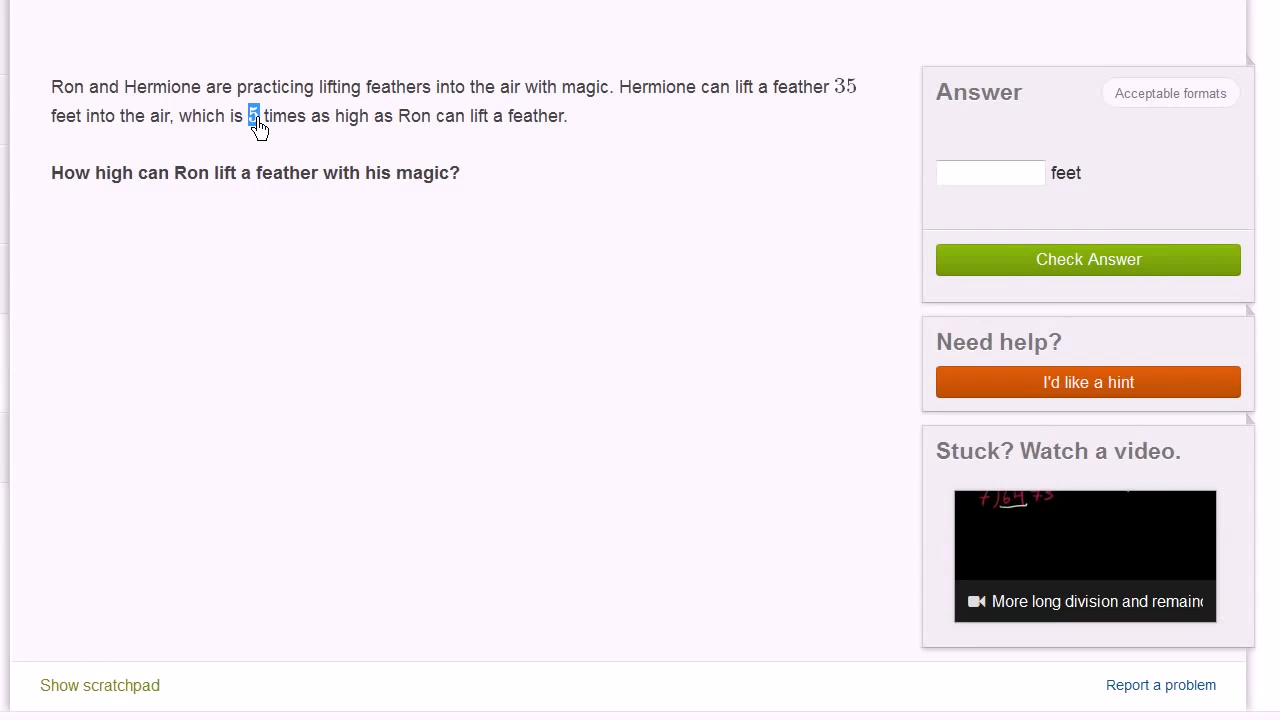 Ron and Hermione are practicing lifting feathers into the air with magic. Hermione can lift a feather 35
feet into the air, which is 5 times as high as Ron can lift a feather.
How high can Ron lift a feather with his magic?
Answer
Acceptable formats
feet
Check Answer
Need help?
I'd like a hint
Stuck? Watch a video.
7)6473
More long division and remain
Show scratchpad
Report a problem